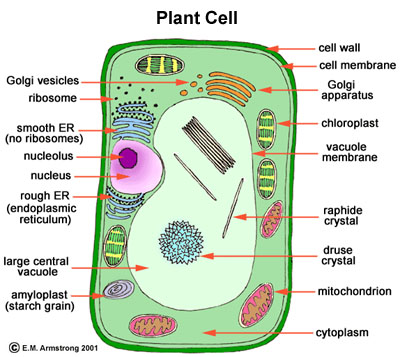 Plant Cell
cell wall
cell membrane
Golgi vesicles
Golgi
apparatus
ribosome
chloroplast
smooth ER
(no ribosomes)
vacuole
membrane
nucleolus
nucleus
rough ER
(endoplasmic
reticulum)
raphide
crystal
druse
crystal
large central
vacuole
mitochondrion
amyloplast
(starch grain)
cytoplasm
© E.M. Armstrong 2001